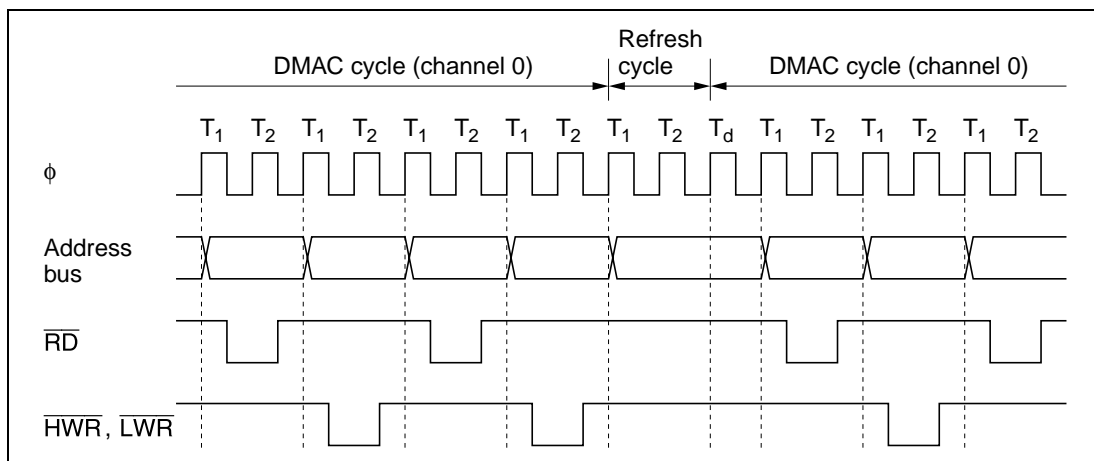 Refresh
DMAC cycle (channel 0) cycle DMAC cycle (channel 0)
T1 T2 T1 T2 T1 T2 T1 T2 T1 T2 Td T1 T2 T1 T2 T1 T2
ϕ
Address
bus
RD
HWR, LWR